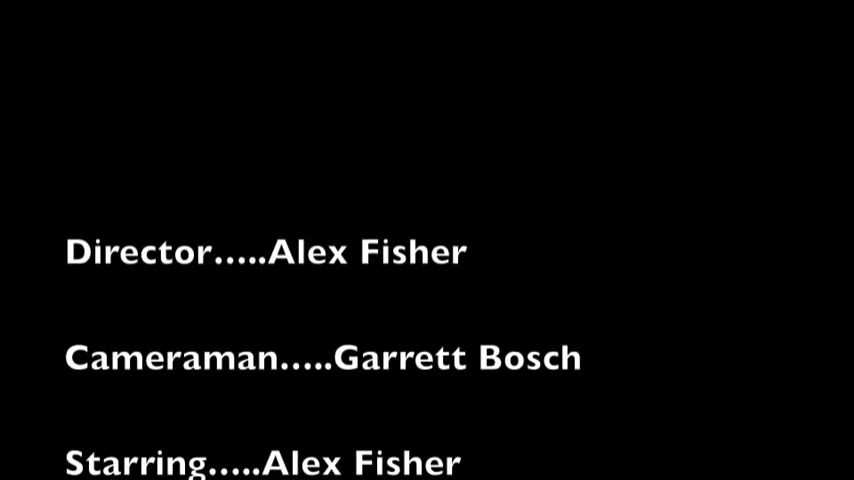 Director.....Alex Fisher
Cameraman.....Garrett Bosch
Starring.....Alex Fisher